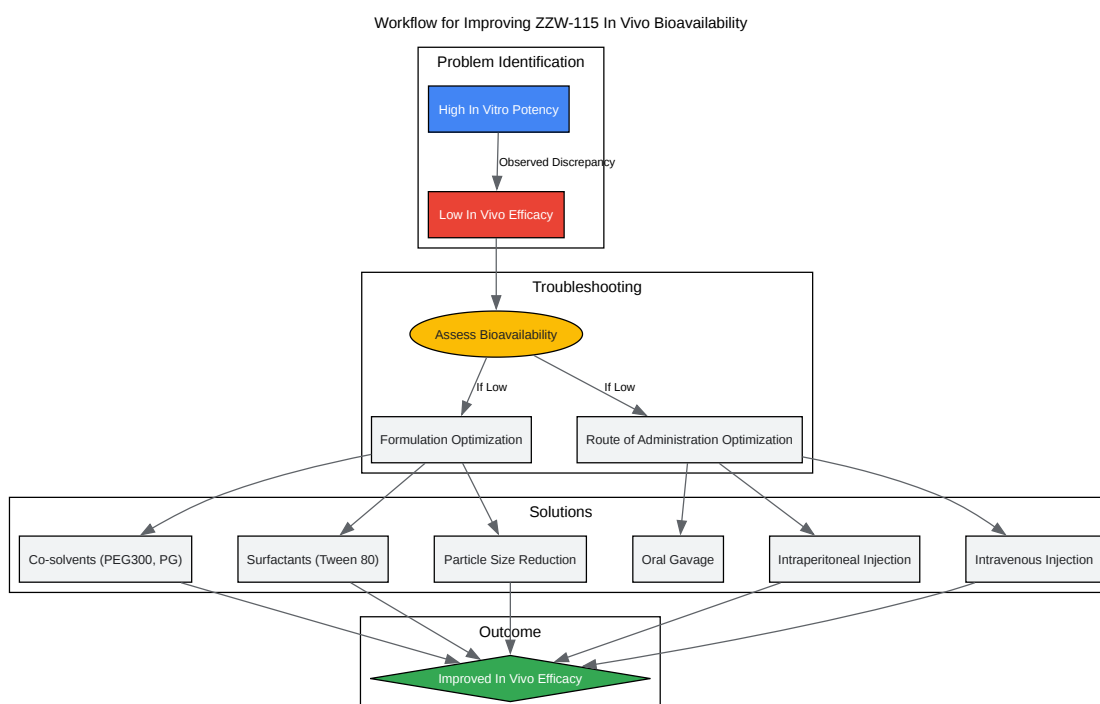 Workflow for Improving ZZW-115 In Vivo Bioavailability
Problem Identification
High In Vitro Potency
Observed Discrepancy
Low In Vivo Efficacy
Troubleshooting
Assess Bioavailability
If Low
If Low
Formulation Optimization
Route of Administration Optimization
Solutions
Co-solvents (PEG300, PG)
Surfactants (Tween 80)
Particle Size Reduction
Oral Gavage
Intraperitoneal Injection
Intravenous Injection
Outcome
Improved In Vivo Efficacy